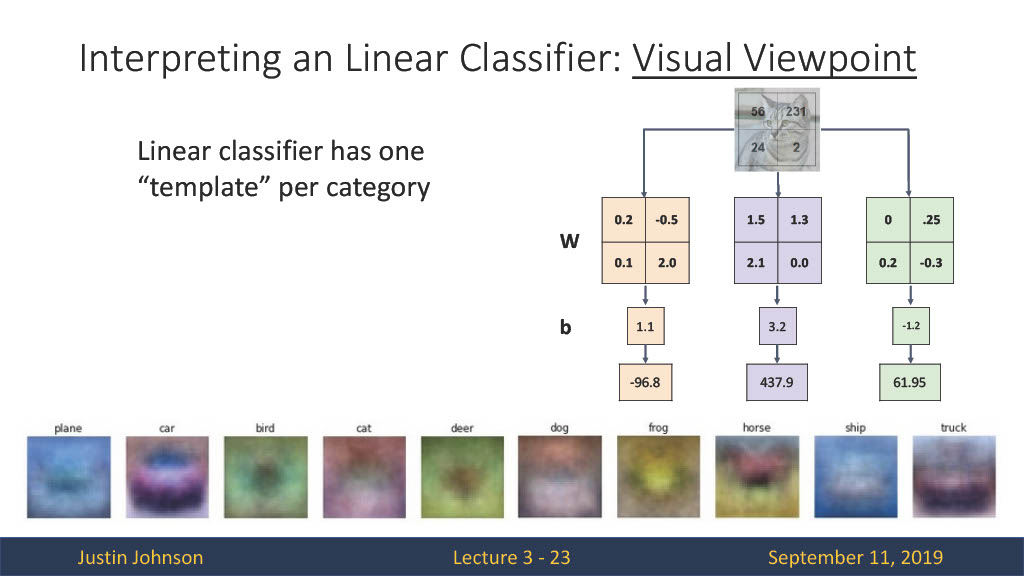 Interpreting an Linear Classifier: Visual Viewpoint
Linear classifier has one
“template” per category
56 231
24 2
W
0.2 -0.5
0.1 2.0
1.5 1.3
2.1 0.0
0 .25
0.2 -0.3
b
1.1
3.2
-1.2
-96.8
437.9
61.95
plane car bird cat deer dog frog horse ship truck
Justin Johnson
Lecture 3 - 23
September 11, 2019